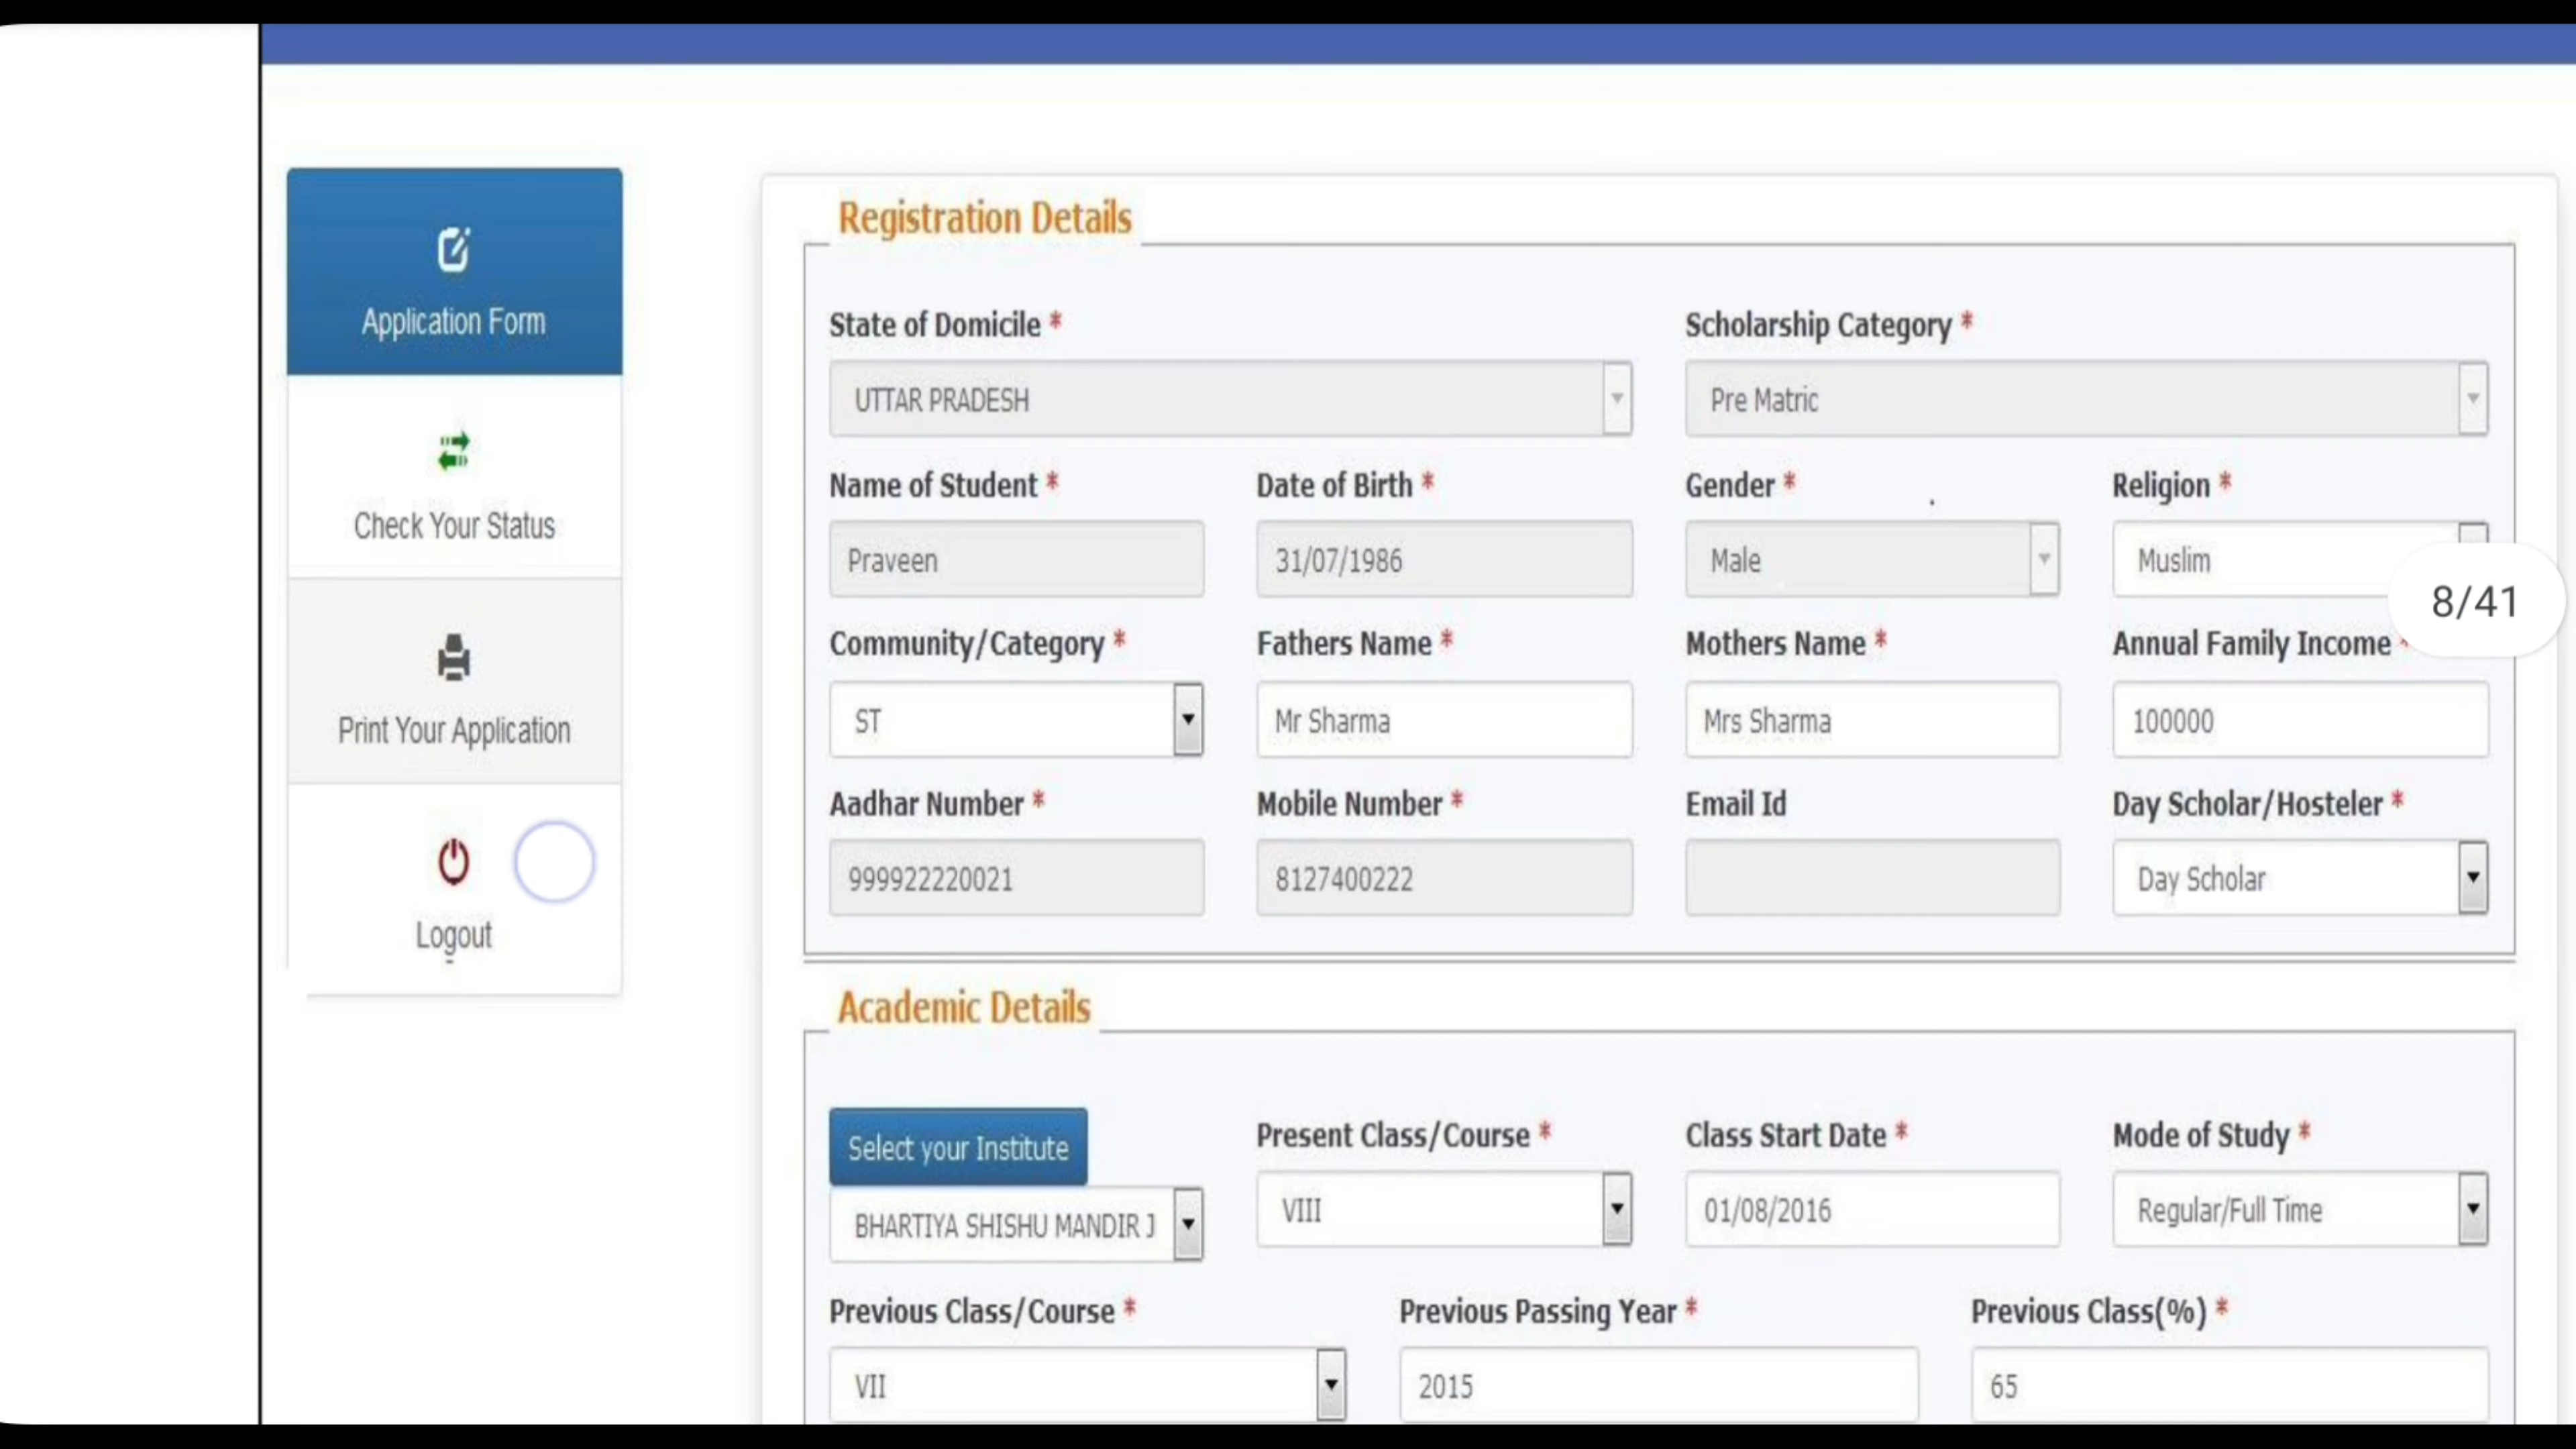 Application Form
Check Your Status
Print Your Application
Logout
Registration Details
State of Domicile * Scholarship Category *
UTTAR PRADESH Pre Matric
Name of Student * Date of Birth * Gender * Religion *
Praveen 31/07/1986 Male Muslim
8/41
Community/Category * Fathers Name * Mothers Name * Annual Family Income *
ST Mr Sharma Mrs Sharma 100000
Aadhar Number * Mobile Number * Email Id Day Scholar/Hosteler *
999922220021 8127400222 Day Scholar
Academic Details
Select your Institute Present Class/Course * Class Start Date * Mode of Study *
BHARTIYA SHISHU MANDIR J VIII 01/08/2016 Regular/Full Time
Previous Class/Course * Previous Passing Year * Previous Class(%) *
VII 2015 65